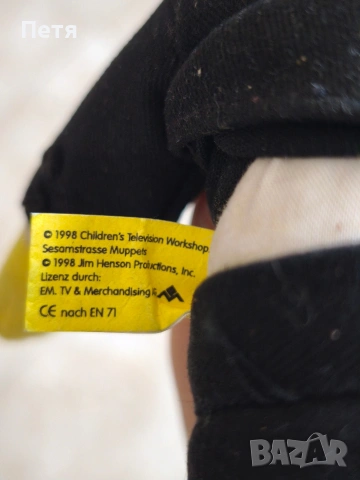 Петя
© 1998 Children's Television Workshop
Sesamstrasse Muppets
© 1998 Jim Henson Productions, Inc.
Lizenz durch:
EM. TV & Merchandising
CE nach EN 71
BAZAR